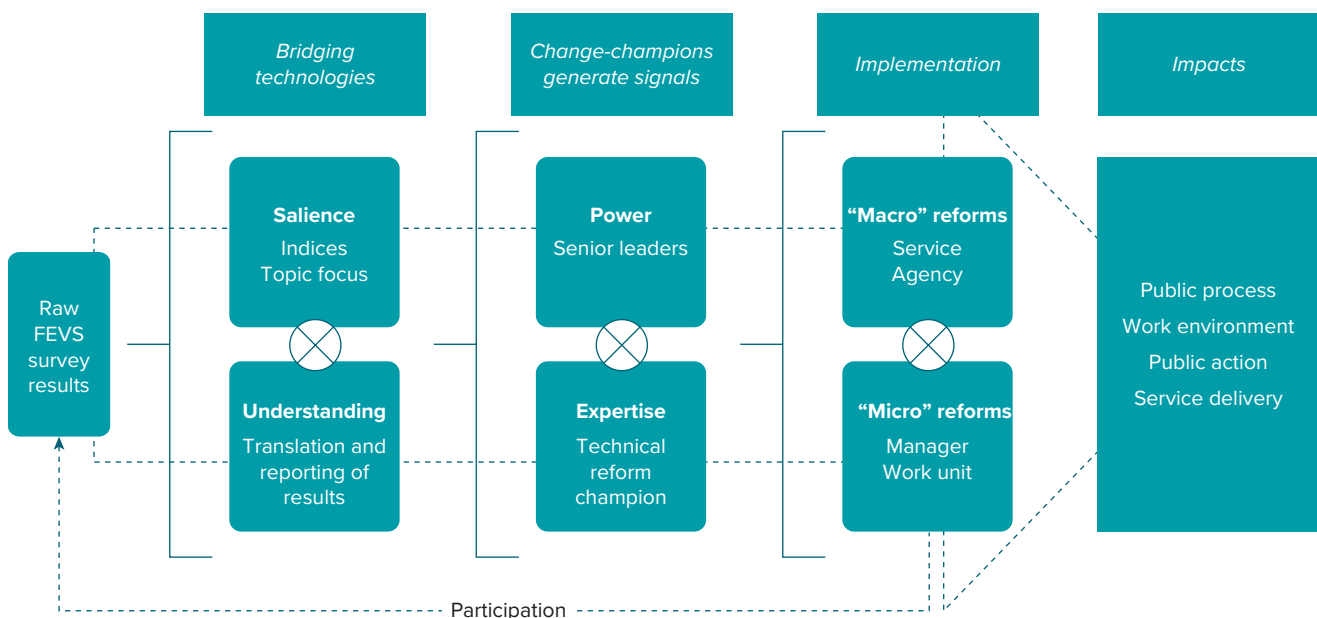 Bridging
technologies
Change-champions
generate signals
Implementation
Impacts
Raw
FEVS
survey
results
Salience
Indices
Topic focus
Understanding
Translation and
reporting of
results
Power
Senior leaders
Expertise
Technical
reform
champion
“Macro” reforms
Service
Agency
“Micro” reforms
Manager
Work unit
Public process
Work environment
Public action
Service delivery
Participation